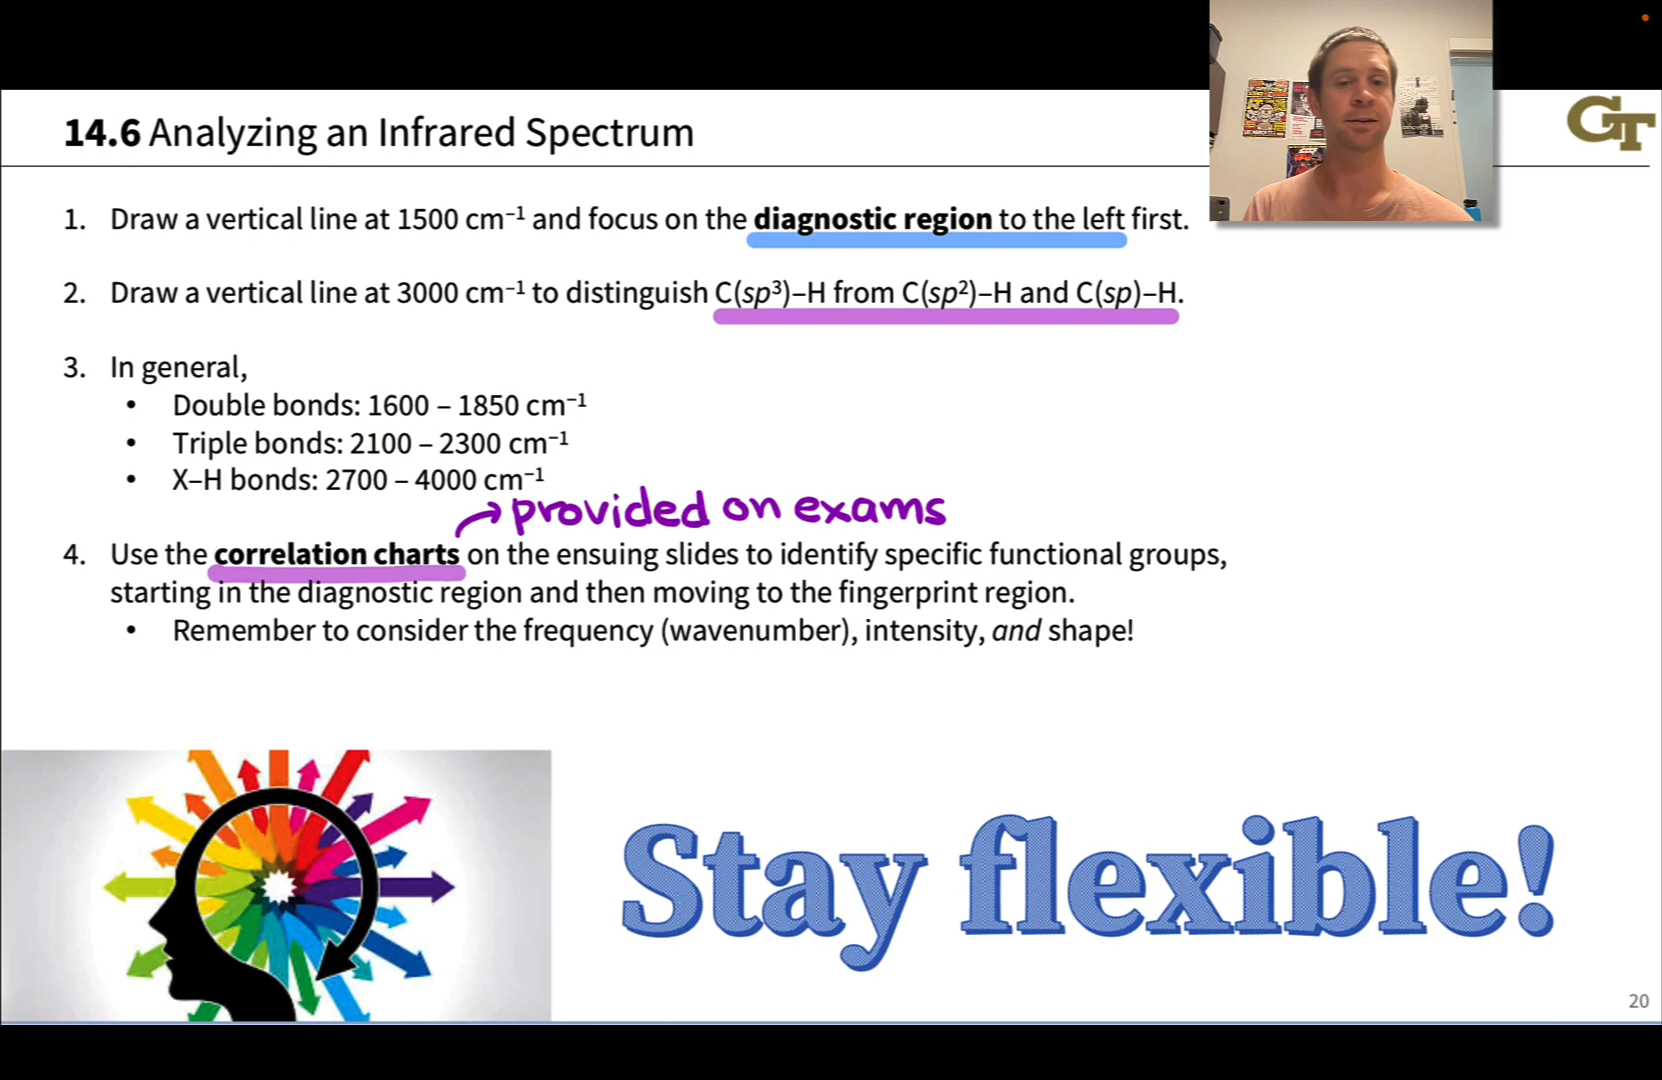 14.6 Analyzing an Infrared Spectrum
GT
1. Draw a vertical line at 1500 cm⁻¹ and focus on the diagnostic region to the left first.
2. Draw a vertical line at 3000 cm⁻¹ to distinguish C(sp³)–H from C(sp²)–H and C(sp)–H.
3. In general,
• Double bonds: 1600 – 1850 cm⁻¹
• Triple bonds: 2100 – 2300 cm⁻¹
• X–H bonds: 2700 – 4000 cm⁻¹
provided on exams
4. Use the correlation charts on the ensuing slides to identify specific functional groups,
starting in the diagnostic region and then moving to the fingerprint region.
• Remember to consider the frequency (wavenumber), intensity, and shape!
Stay flexible!
20